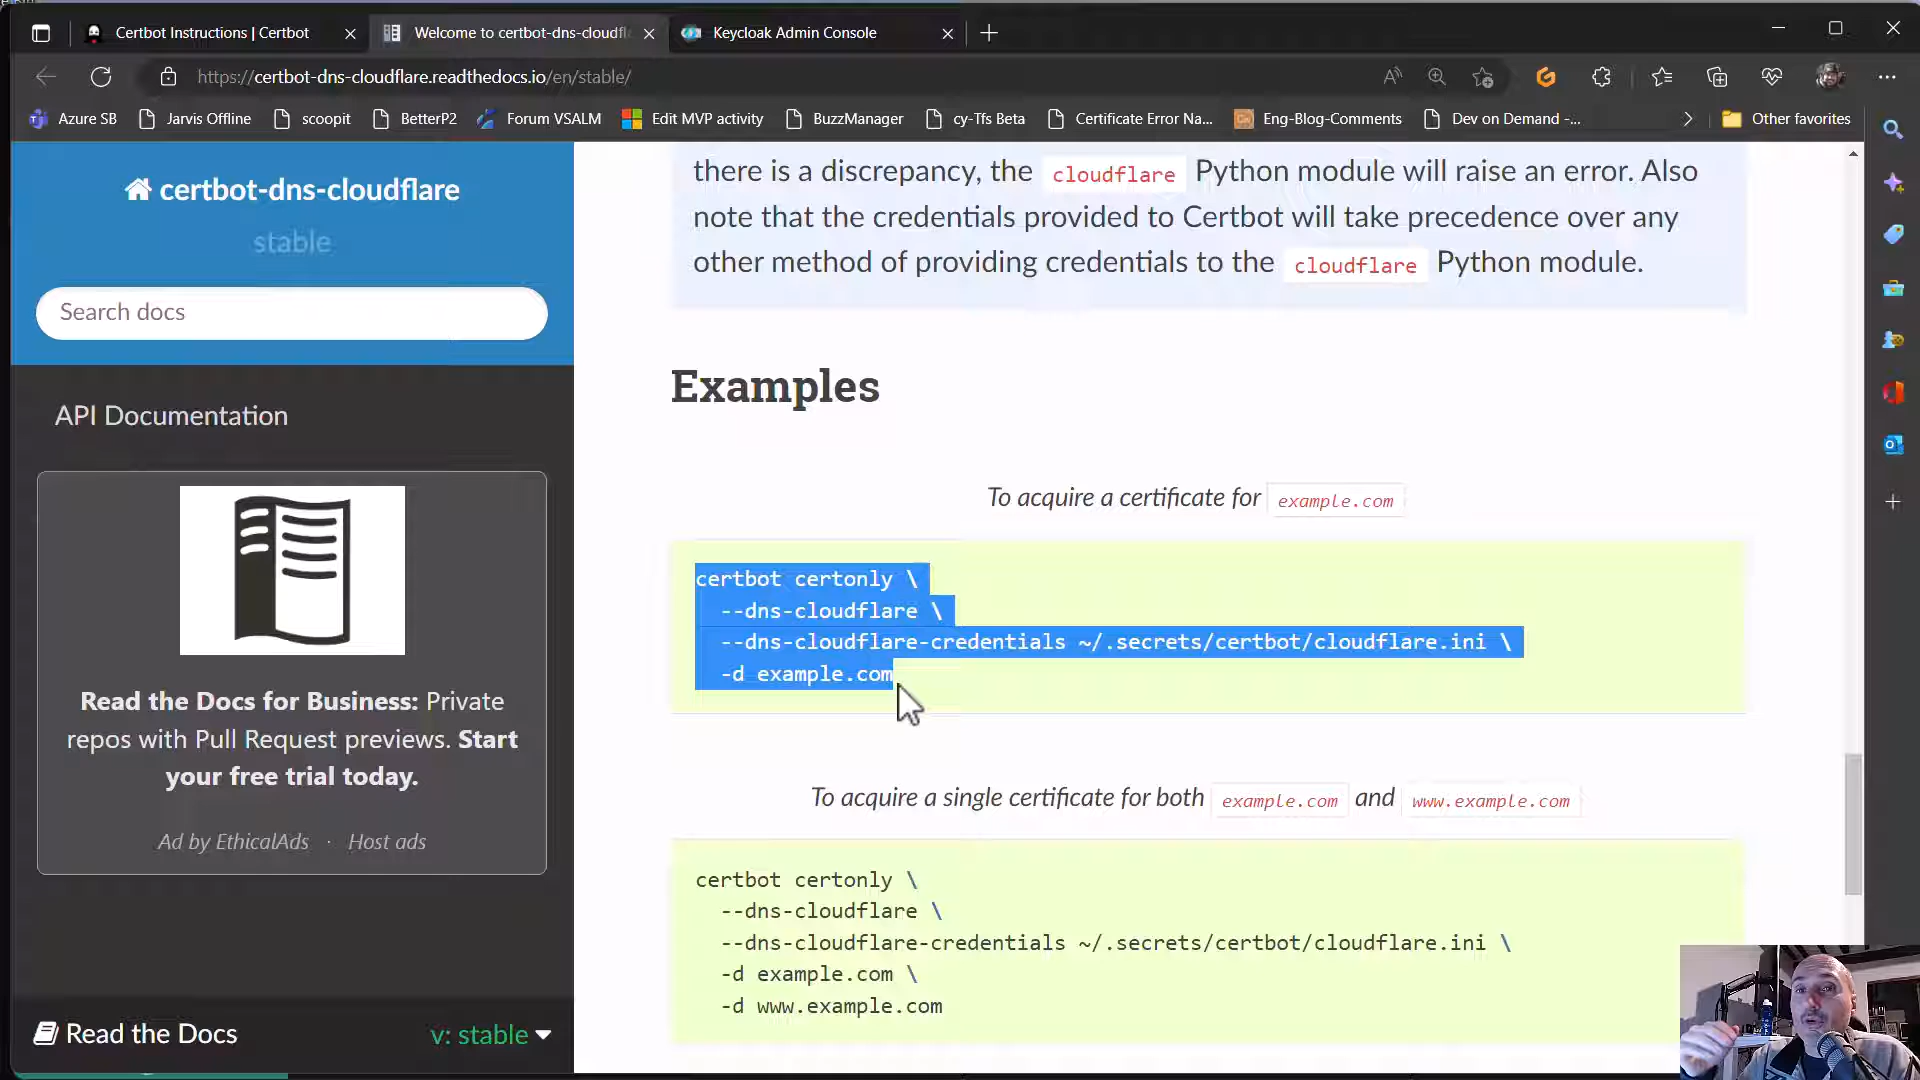 Certbot Instructions | Certbot
Welcome to certbot-dns-cloudfl
Keycloak Admin Console
https://certbot-dns-cloudflare.readthedocs.io/en/stable/
Azure SB
Jarvis Offline
scoopit
BetterP2
Forum VSALM
Edit MVP activity
BuzzManager
cy-Tfs Beta
Certificate Error Na...
Eng-Blog-Comments
Dev on Demand -...
Other favorites
certbot-dns-cloudflare
stable
Search docs
API Documentation
Read the Docs for Business: Private
repos with Pull Request previews. Start
your free trial today.
Ad by EthicalAds · Host ads
Read the Docs
v: stable
there is a discrepancy, the cloudflare Python module will raise an error. Also
note that the credentials provided to Certbot will take precedence over any
other method of providing credentials to the cloudflare Python module.
Examples
To acquire a certificate for example.com
certbot certonly \
--dns-cloudflare \
--dns-cloudflare-credentials ~/.secrets/certbot/cloudflare.ini \
-d example.com
To acquire a single certificate for both example.com and www.example.com
certbot certonly \
--dns-cloudflare \
--dns-cloudflare-credentials ~/.secrets/certbot/cloudflare.ini \
-d example.com \
-d www.example.com